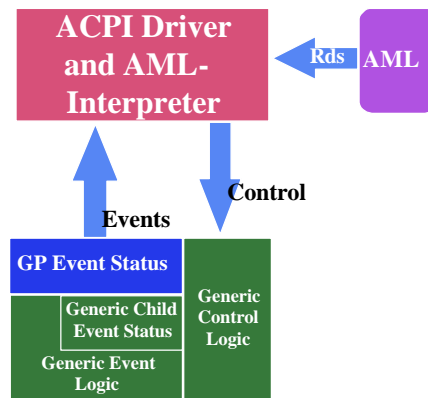 ACPI Driver
and AML-
Interpreter
Rds
AML
Control
Events
GP Event Status
Generic Child
Event Status
Generic Event
Logic
Generic
Control
Logic